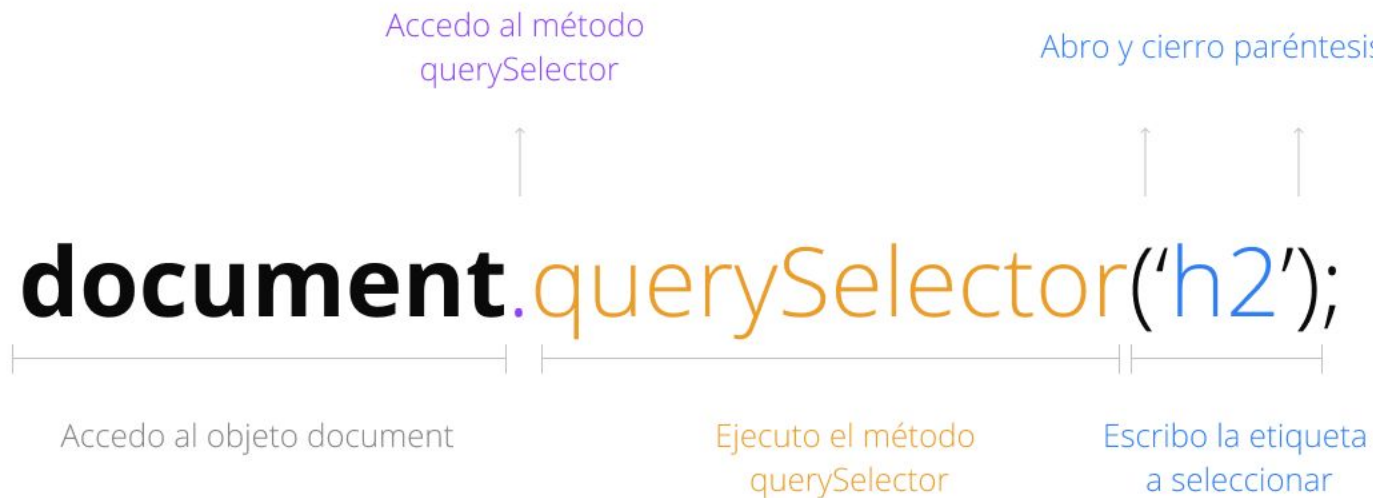 Accedo al método
querySelector
Abro y cierro paréntesis
document.querySelector(‘h2’);
Accedo al objeto document
Ejecuto el método
querySelector
Escribo la etiqueta
a seleccionar